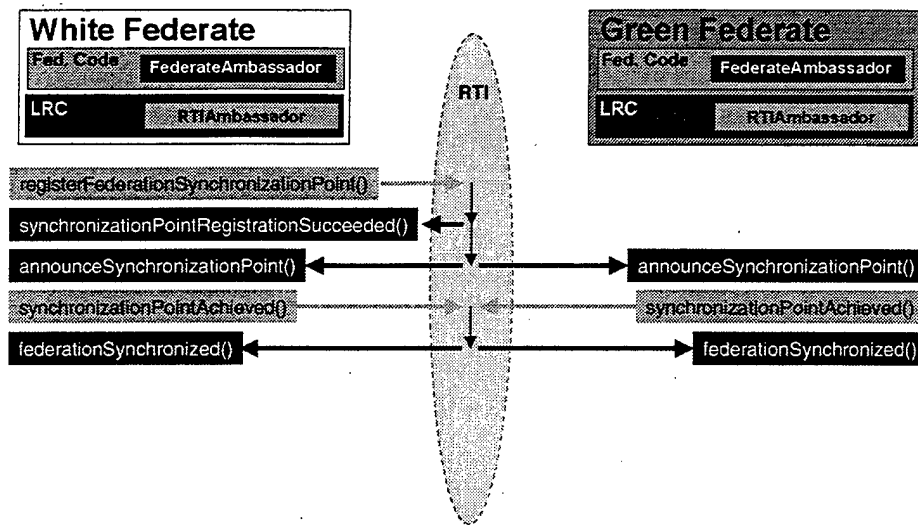 White Federate
Fed. Code
FederateAmbassador
LRC
RTIAmbassador
RTI
Green Federate
Fed. Code
FederateAmbassador
LRC
RTIAmbassador
registerFederationSynchronizationPoint()
synchronizationPointRegistrationSucceeded()
announceSynchronizationPoint()
announceSynchronizationPoint()
synchronizationPointAchieved()
synchronizationPointAchieved()
federationSynchronized()
federationSynchronized()